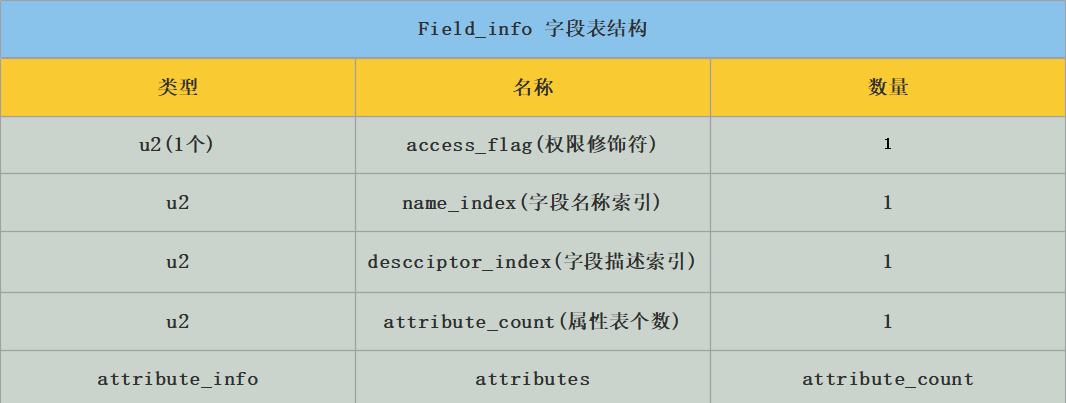 Field_info 字段表结构
类型 名称 数量
u2(1个) access_flag(权限修饰符) 1
u2 name_index(字段名称索引) 1
u2 descciptor_index(字段描述索引) 1
u2 attribute_count(属性表个数) 1
attribute_info attributes attribute_count